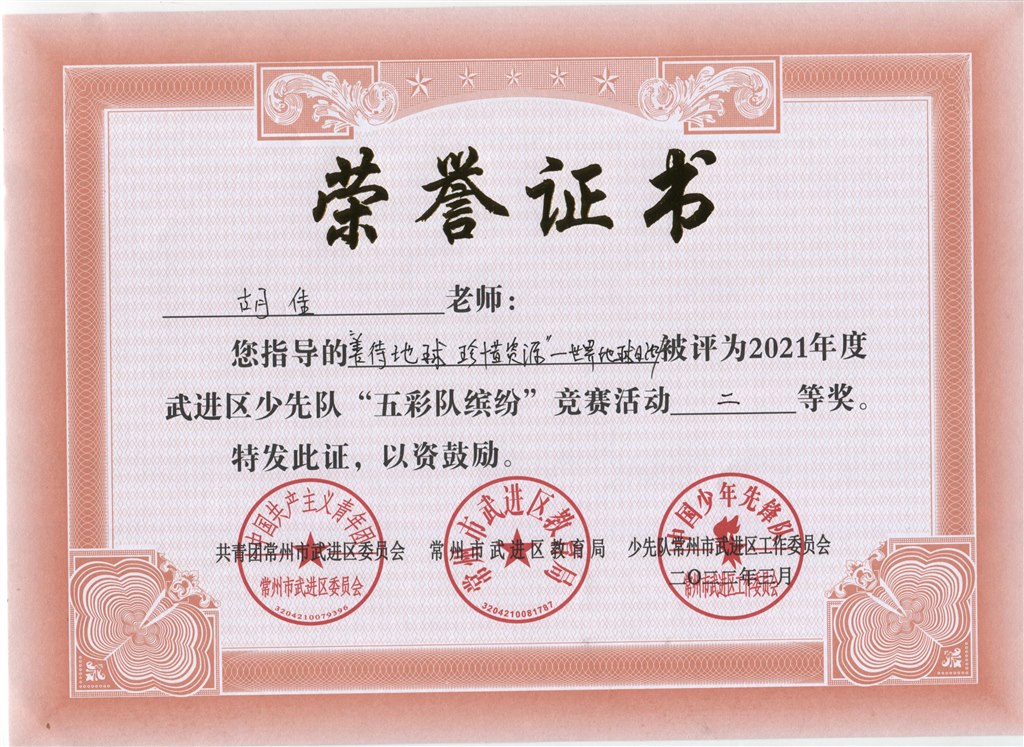 荣誉证书
胡佳 老师：
您指导的善待地球 珍惜资源"—世界地球日 被评为2021年度
武进区少先队“五彩队缤纷”竞赛活动 二 等奖。
特发此证，以资鼓励。
中国共产主义青年团
常州市武进区委员会
3204210079396
常州市武进区教育局
3204210081787
中国少年先锋队
常州市武进区工作委员会
共青团常州市武进区委员会 常州市武进区教育局 少先队常州市武进区工作委员会
二〇二二年 月